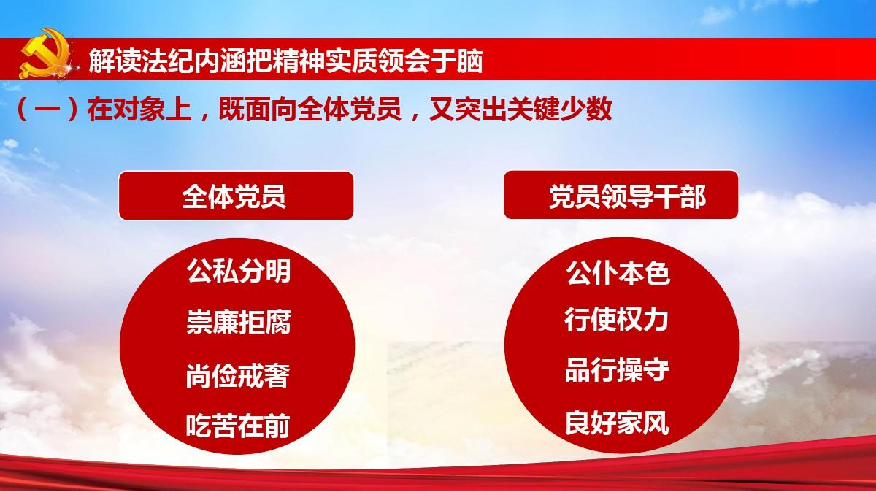 解读法纪内涵把精神实质领会于脑
（一）在对象上，既面向全体党员，又突出关键少数
全体党员
公私分明
崇廉拒腐
尚俭戒奢
吃苦在前
党员领导干部
公仆本色
行使权力
品行操守
良好家风